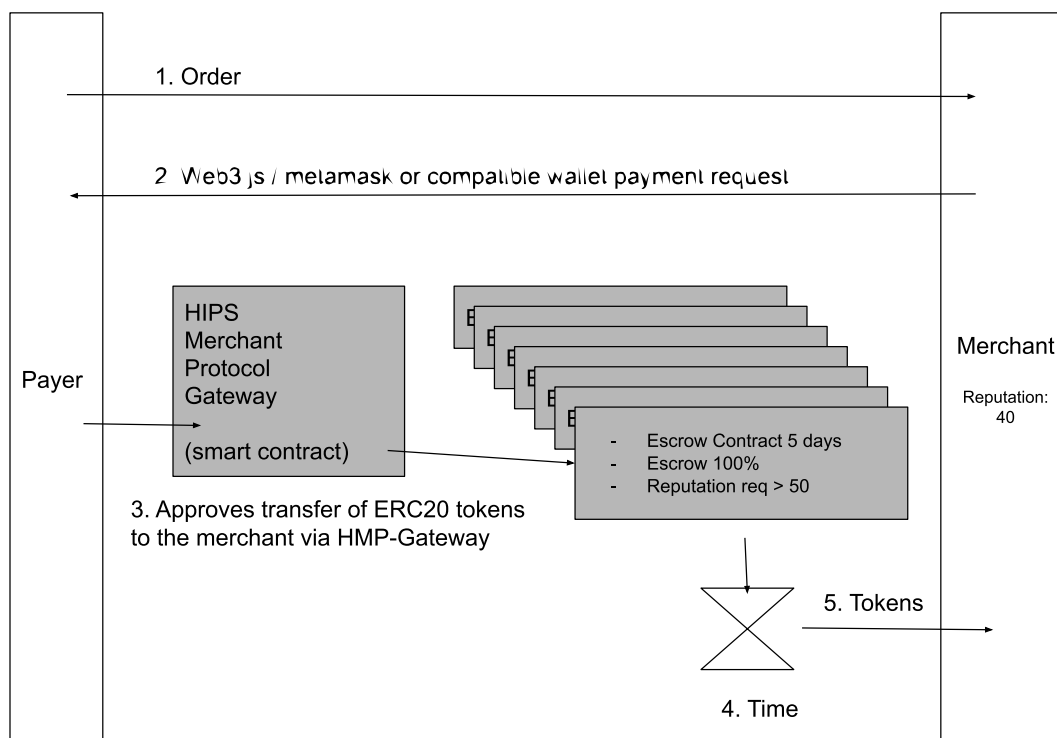 1. Order
2 Web3 js / metamask or compatible wallet payment request
HIPS
Merchant
Protocol
Gateway
(smart contract)
Payer
Merchant
Reputation:
40
- Escrow Contract 5 days
- Escrow 100%
- Reputation req > 50
3. Approves transfer of ERC20 tokens
to the merchant via HMP-Gateway
5. Tokens
4. Time